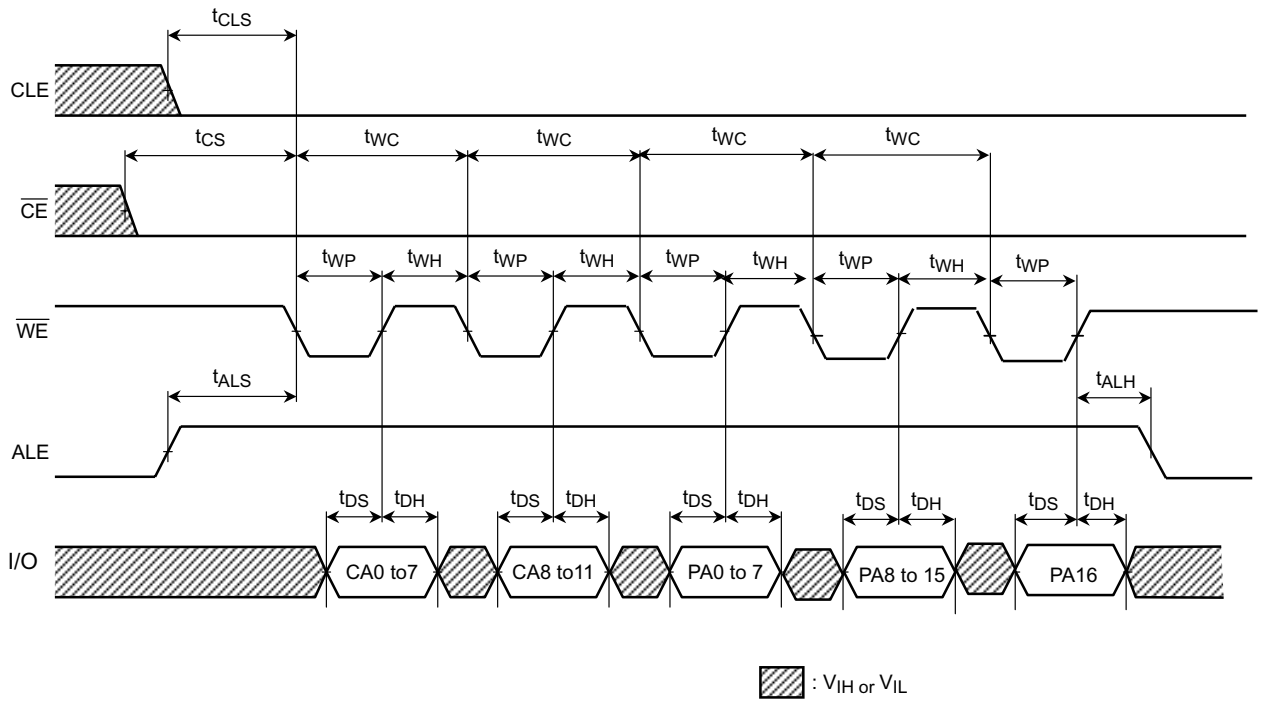 tCLS
CLE
tCS tWC tWC tWC tWC
CE
tWP tWH tWP tWH tWP tWH tWP tWH tWP
WE
tALS tALH
ALE
tDS tDH tDS tDH tDS tDH tDS tDH tDS tDH
I/O CA0 to7 CA8 to11 PA0 to 7 PA8 to 15 PA16
: VIH or VIL